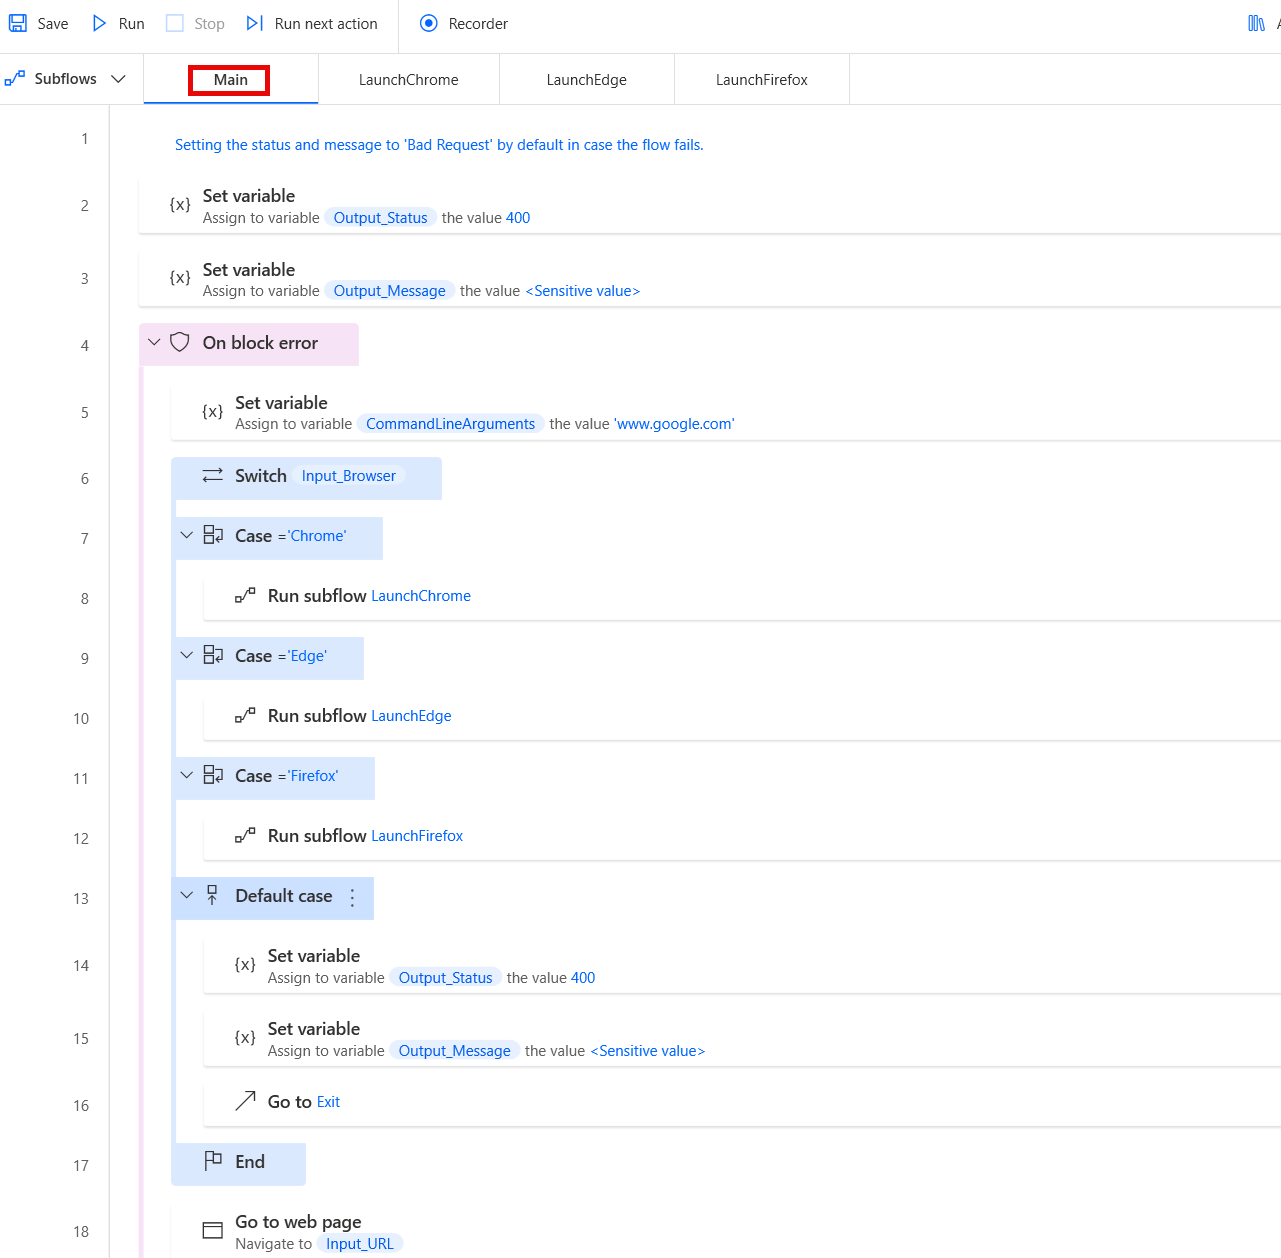 Save Run Stop Run next action Recorder
Subflows Main LaunchChrome LaunchEdge LaunchFirefox
1 Setting the status and message to 'Bad Request' by default in case the flow fails.
{x} Set variable
2 Assign to variable Output_Status the value 400
{x} Set variable
3 Assign to variable Output_Message the value <Sensitive value>
4 On block error
{x} Set variable
5 Assign to variable CommandLineArguments the value 'www.google.com'
6 Switch Input_Browser
7 Case ='Chrome'
8 Run subflow LaunchChrome
9 Case ='Edge'
10 Run subflow LaunchEdge
11 Case ='Firefox'
12 Run subflow LaunchFirefox
13 Default case
{x} Set variable
14 Assign to variable Output_Status the value 400
{x} Set variable
15 Assign to variable Output_Message the value <Sensitive value>
16 Go to Exit
17 End
Go to web page
18 Navigate to Input_URL